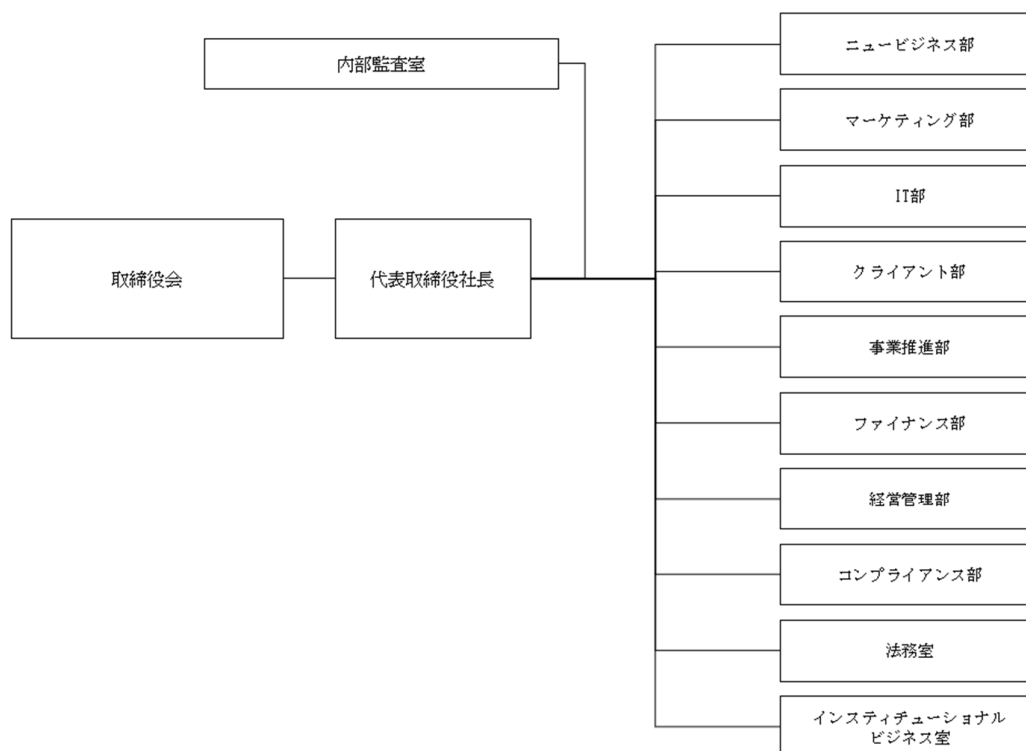 内部監査室
取締役会
代表取締役社長
ニュービジネス部
マーケティング部
IT部
クライアント部
事業推進部
ファイナンス部
経営管理部
コンプライアンス部
法務室
インスティチューショナル
ビジネス室